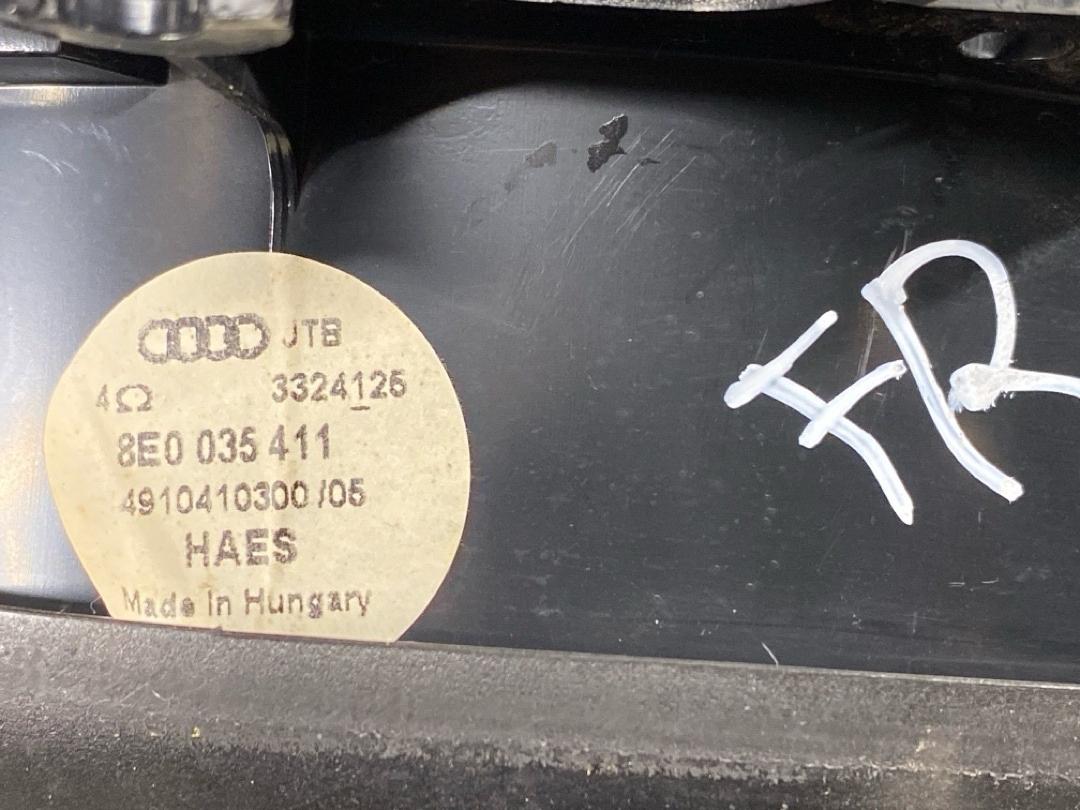 JTB
4Ω 3324125
8E0 035 411
4910410300/05
HAES
Made in Hungary
FR